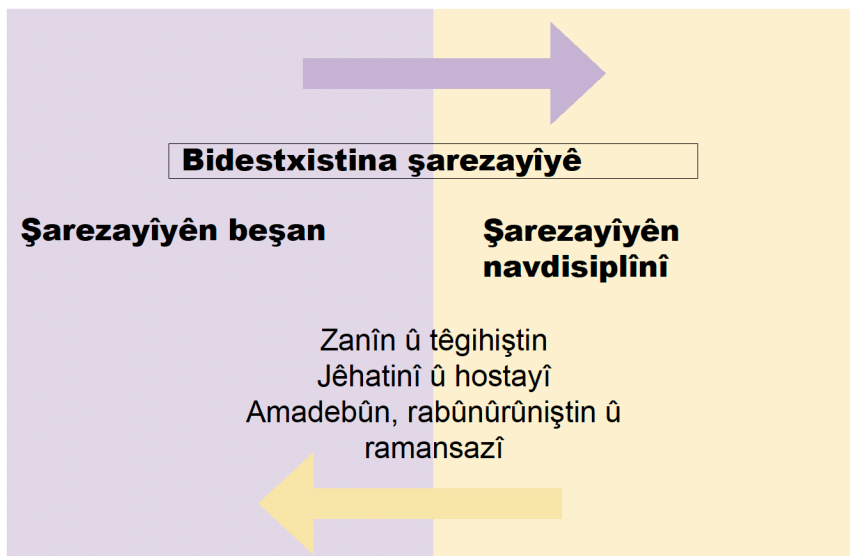 Bidestxistina şarezayîyê
Şarezayîyên beşan
Şarezayîyên
navdisiplînî
Zanîn û têgihiştin
Jêhatinî û hostayî
Amadebûn, rabûnûrûniştin û
ramansazî